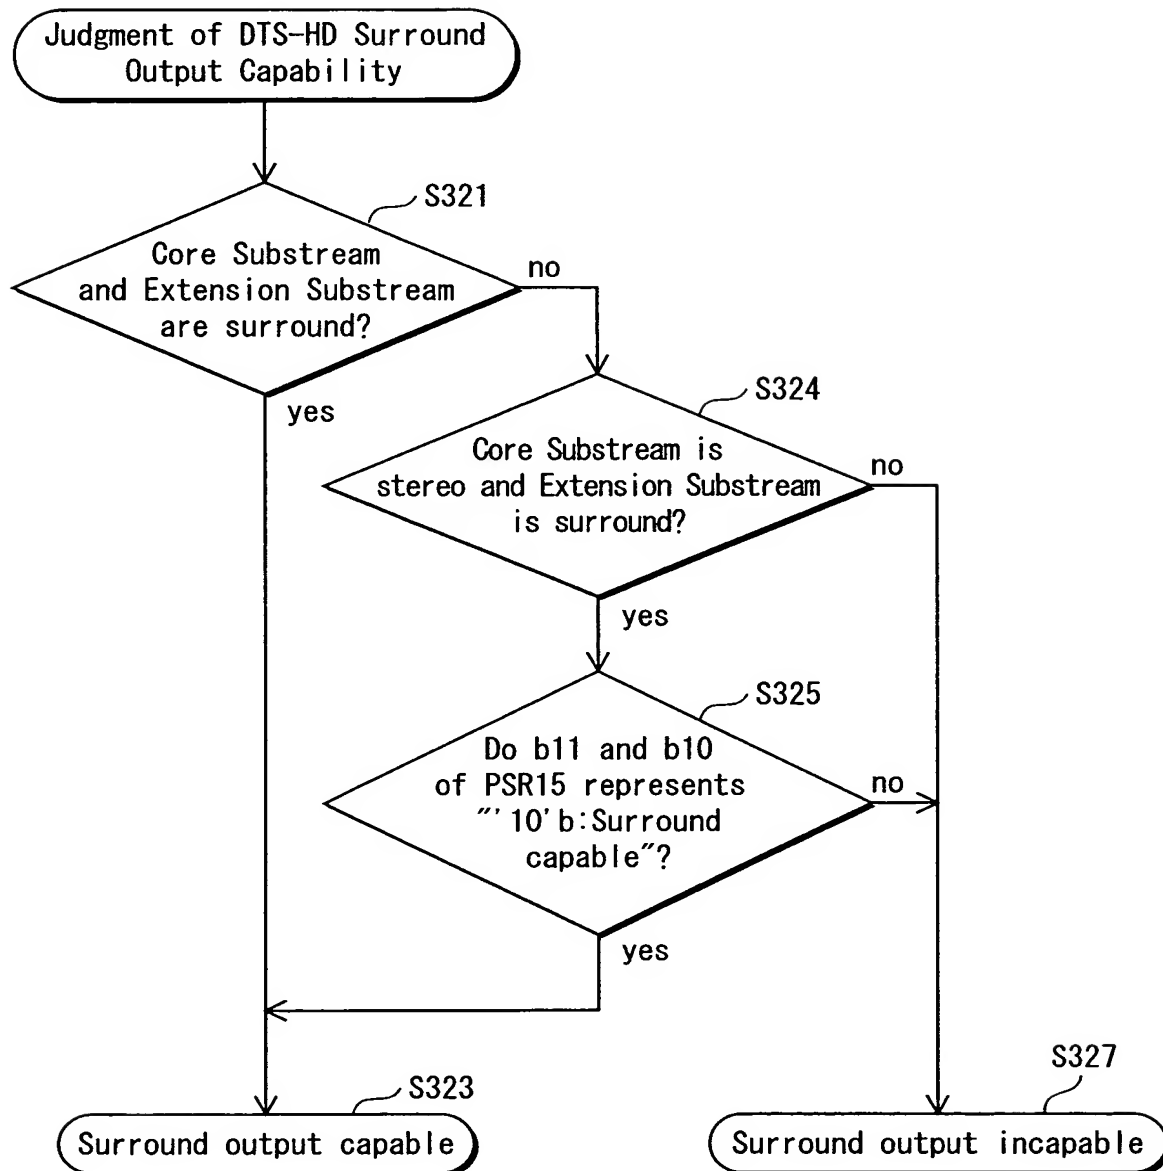 Judgment of DTS-HD Surround
Output Capability
S321
Core Substream
and Extension Substream
are surround?
no
yes
S324
Core Substream is
stereo and Extension Substream
is surround?
no
yes
S325
Do b11 and b10
of PSR15 represents
"'10'b:Surround
capable"?
no
yes
S323
Surround output capable
S327
Surround output incapable